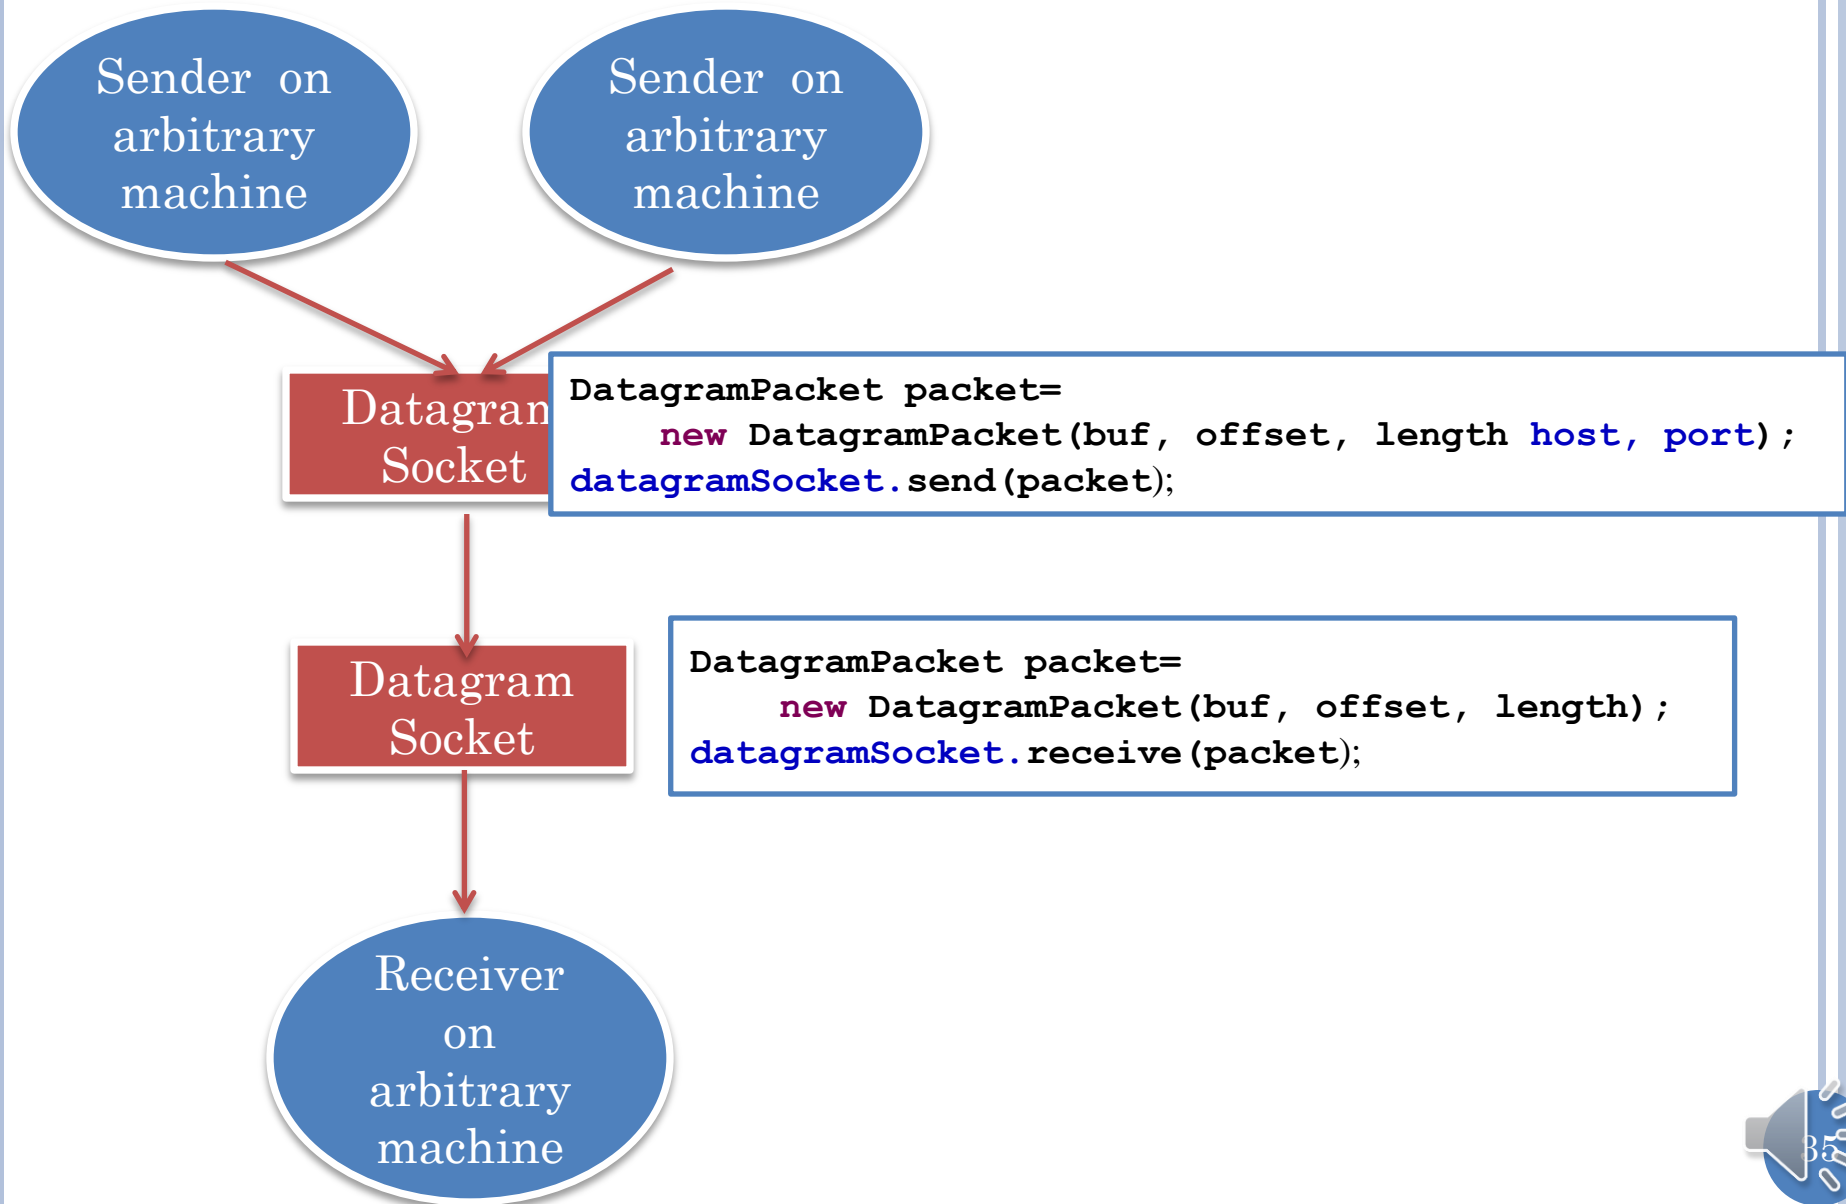 Sender on
arbitrary
machine
Sender on
arbitrary
machine
Socket
DatagramPacket packet=
new DatagramPacket(buf, offset, length host, port);
datagramSocket.send(packet);
Datagram
Socket
DatagramPacket packet=
new DatagramPacket(buf, offset, length);
datagramSocket.receive(packet);
Receiver
on
arbitrary
machine
35